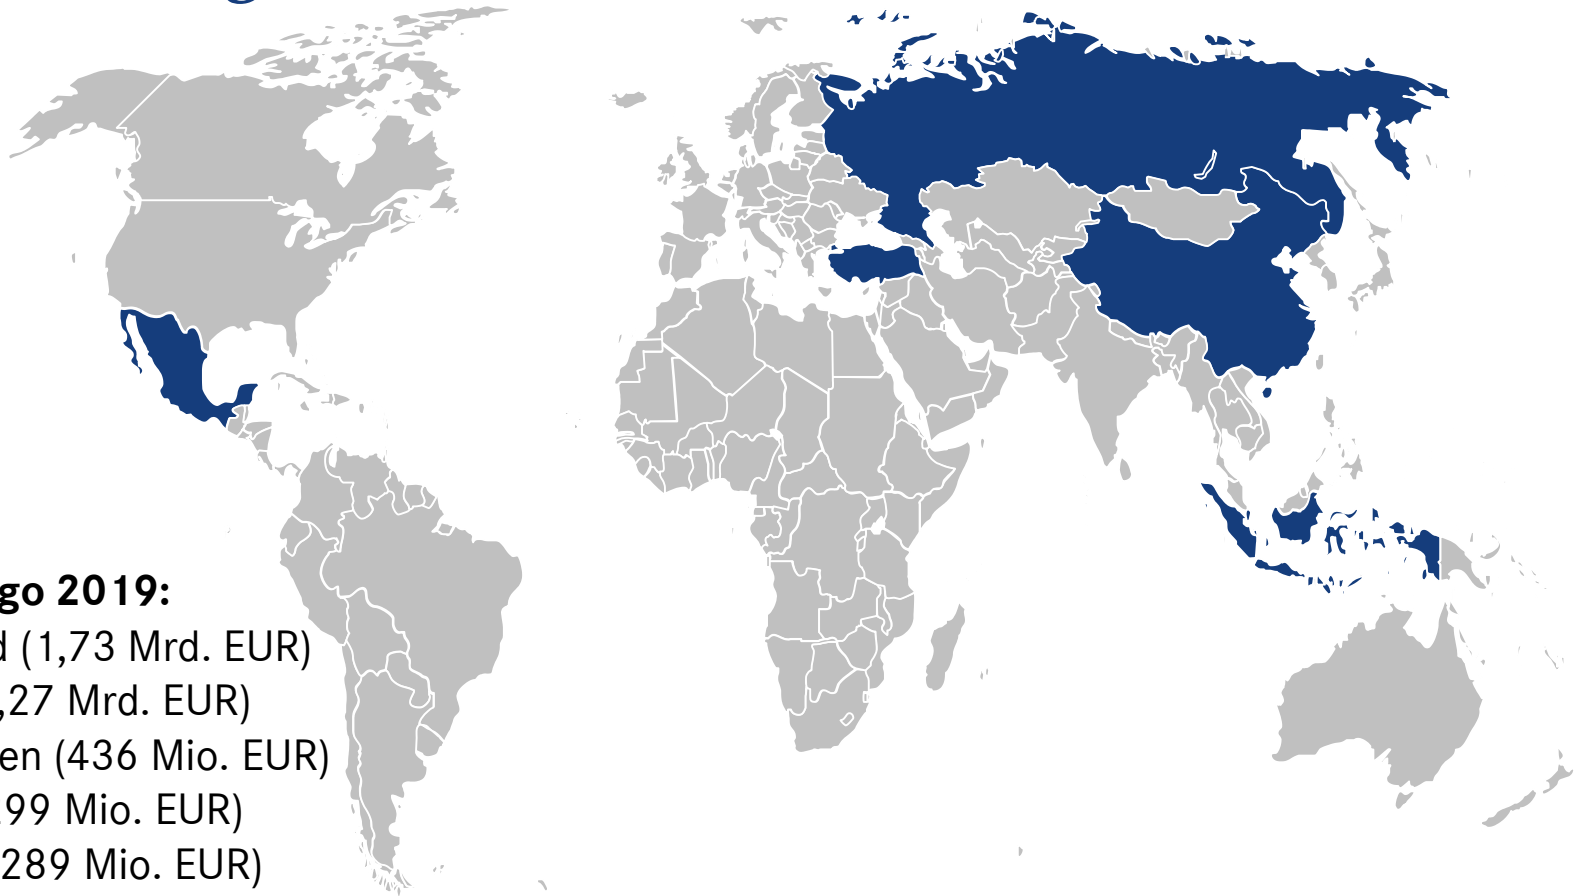 go 2019:
d (1,73 Mrd. EUR)
,27 Mrd. EUR)
en (436 Mio. EUR)
99 Mio. EUR)
289 Mio. EUR)